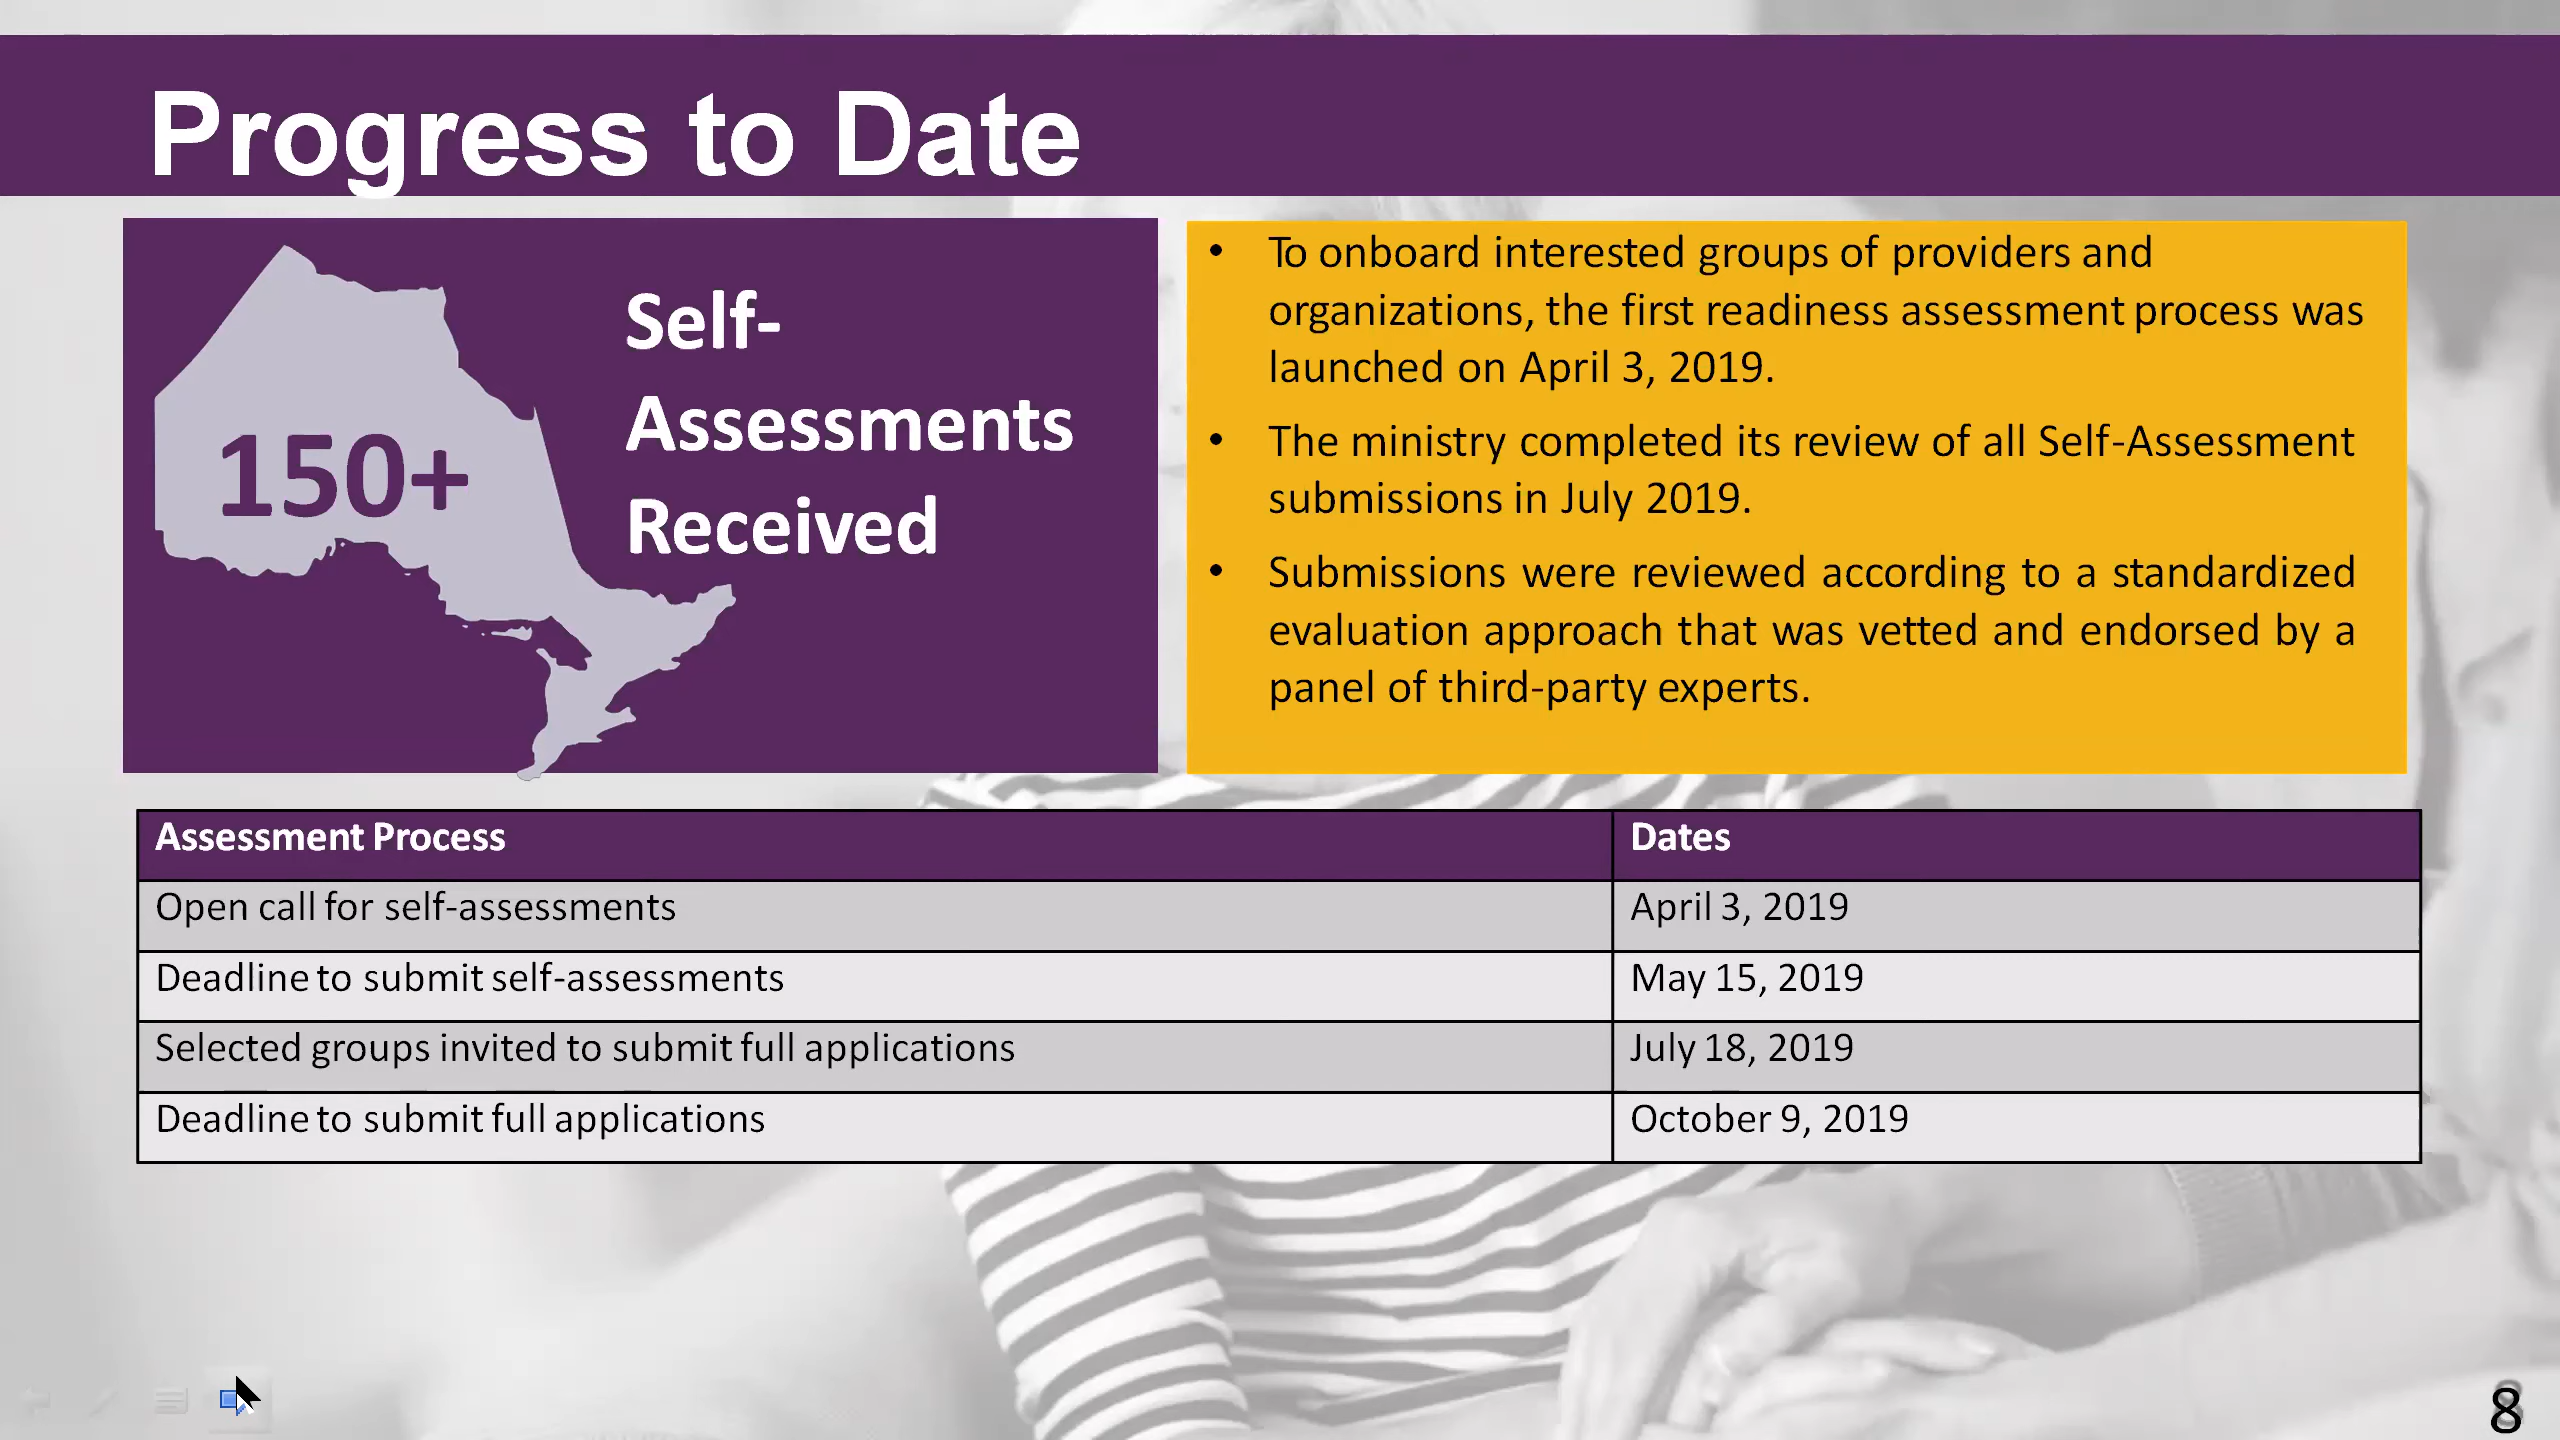 Progress to Date
150+
Self-
Assessments
Received
• To onboard interested groups of providers and
organizations, the first readiness assessment process was
launched on April 3, 2019.
• The ministry completed its review of all Self-Assessment
submissions in July 2019.
• Submissions were reviewed according to a standardized
evaluation approach that was vetted and endorsed by a
panel of third-party experts.
Assessment Process Dates
Open call for self-assessments April 3, 2019
Deadline to submit self-assessments May 15, 2019
Selected groups invited to submit full applications July 18, 2019
Deadline to submit full applications October 9, 2019
8